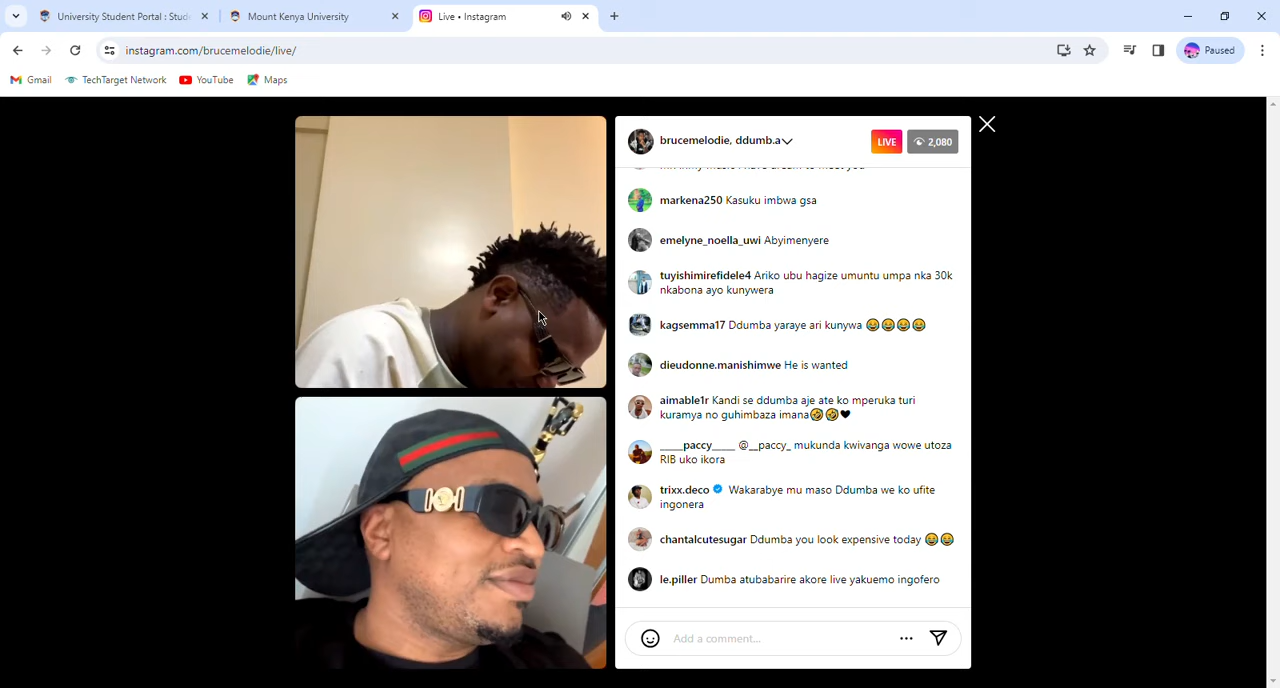 University Student Portal : Stude
Mount Kenya University
Live • Instagram
instagram.com/brucemelodie/live/
Paused
Gmail
TechTarget Network
YouTube
Maps
brucemelodie, ddumb.a
LIVE
2,080
markena250 Kasuku imbwa gsa
emelyne_noella_uwi Abyimenyere
tuyishimirefidele4 Ariko ubu hagize umuntu umpa nka 30k
nkabona ayo kunywera
kagsemma17 Ddumba yaraye ari kunywa 😂😂😂😂
dieudonne.manishimwe He is wanted
aimable1r Kandi se ddumba aje ate ko mperuka turi
kuramya no guhimbaza imana🤣🤣🖤
_____paccy_____ @__paccy_ mukunda kwivanga wowe utoza
RIB uko ikora
trixx.deco Wakarabye mu maso Ddumba we ko ufite
ingonera
chantalcutesugar Ddumba you look expensive today 😂😂
le.piller Dumba atubabarire akore live yakuemo ingofero
Add a comment...